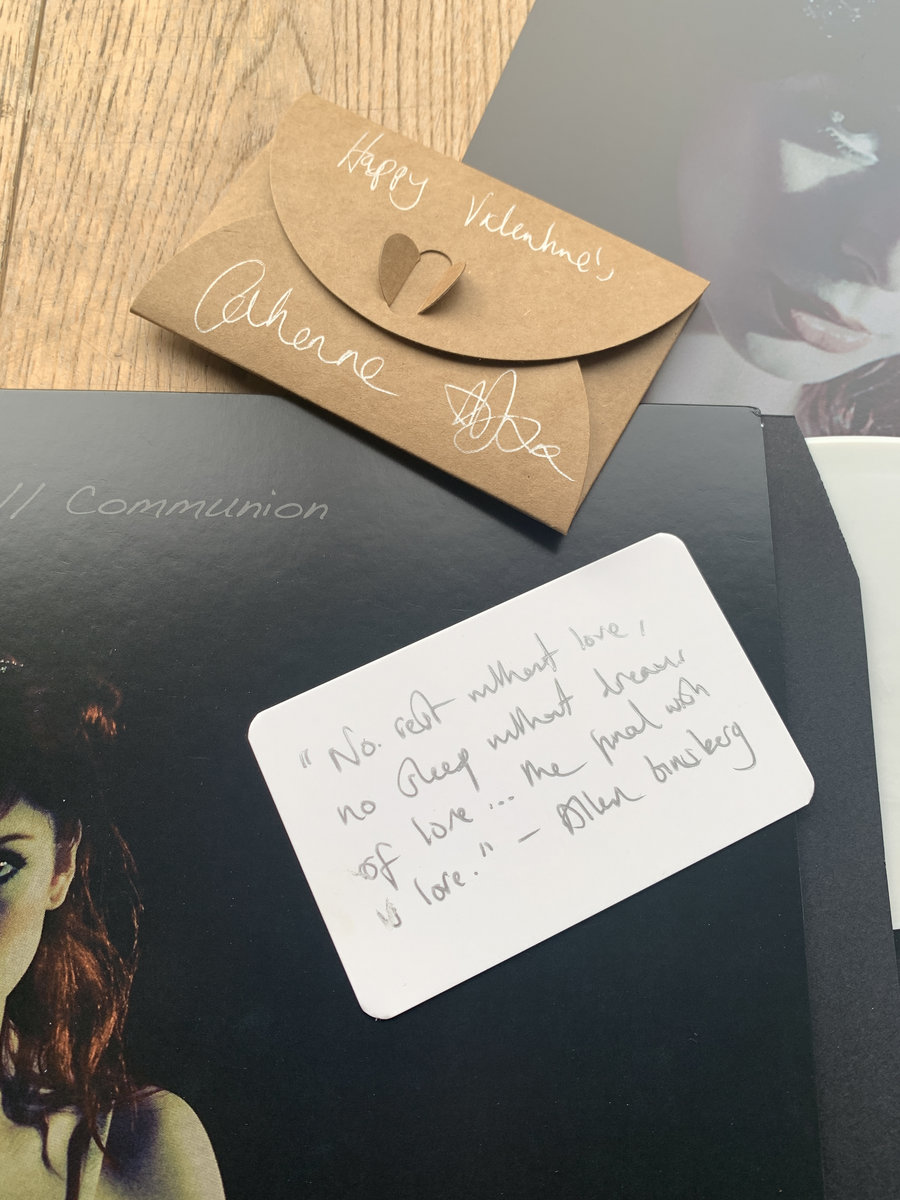 Happy Valentine's
Catherine
// Communion
"No rest without love,
no sleep without dreams
of love... the final wish
is love." – Allen Ginsberg